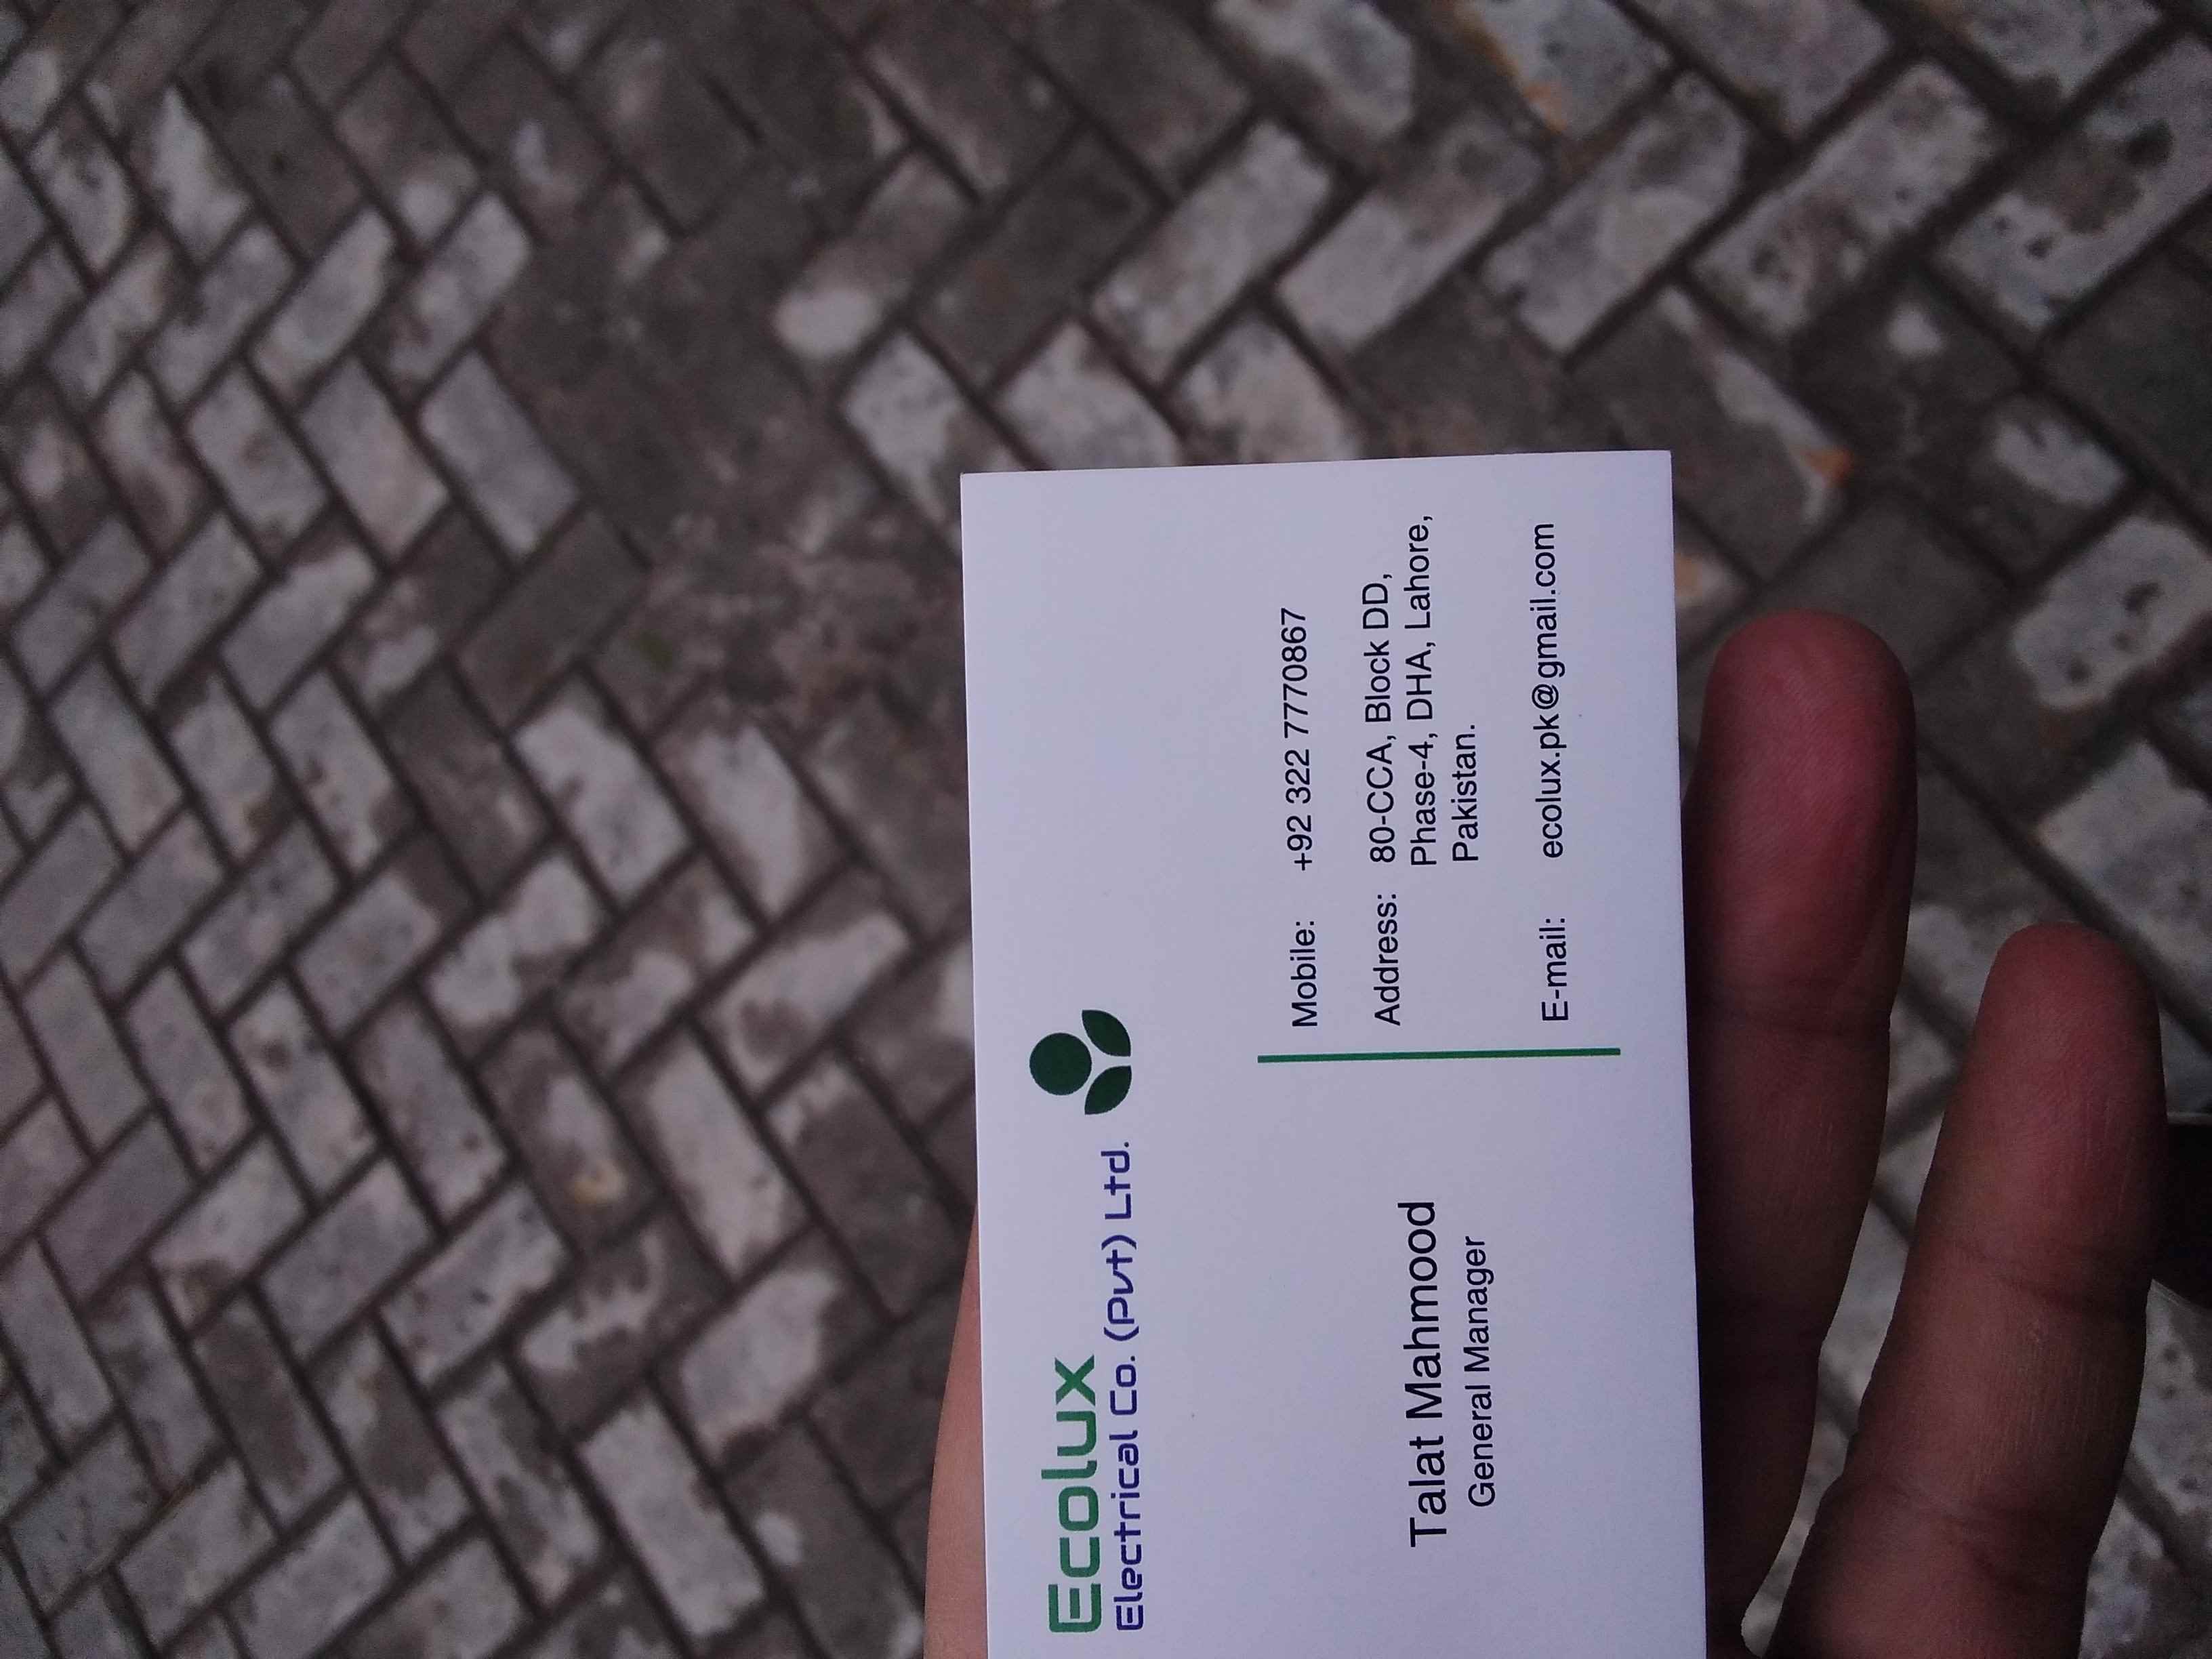 Ecolux
Electrical Co. (Pvt) Ltd.
Talat Mahmood
General Manager
Mobile: +92 322 7770867
Address: 80-CCA, Block DD,
Phase-4, DHA, Lahore,
Pakistan.
E-mail: ecolux.pk@gmail.com